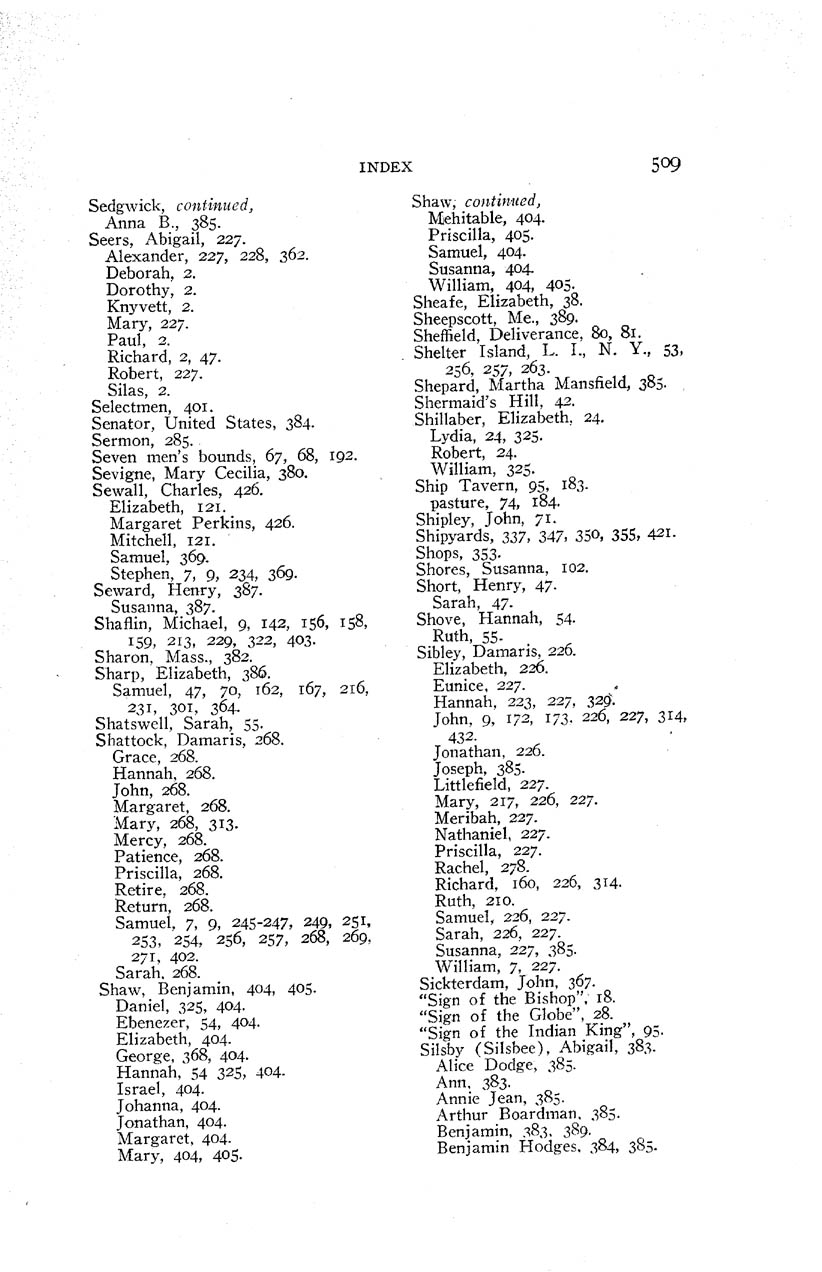 INDEX 509
Sedgwick, continued,
Anna B., 385.
Seers, Abigail, 227.
Alexander, 227, 228, 362.
Deborah, 2.
Dorothy, 2.
Knyvett, 2.
Mary, 227.
Paul, 2.
Richard, 2, 47.
Robert, 227.
Silas, 2.
Selectmen, 401.
Senator, United States, 384.
Sermon, 285.
Seven men's bounds, 67, 68, 192.
Sevigne, Mary Cecilia, 380.
Sewall, Charles, 426.
Elizabeth, 121.
Margaret Perkins, 426.
Mitchell, 121.
Samuel, 369.
Stephen, 7, 9, 234, 369.
Seward, Henry, 387.
Susanna, 387.
Shaflin, Michael, 9, 142, 156, 158,
159, 213, 229, 322, 403.
Sharon, Mass., 382.
Sharp, Elizabeth, 386.
Samuel, 47, 70, 162, 167, 216,
231, 301, 364.
Shatswell, Sarah, 55.
Shattock, Damaris, 268.
Grace, 268.
Hannah, 268.
John, 268.
Margaret, 268.
Mary, 268, 313.
Mercy, 268.
Patience, 268.
Priscilla, 268.
Retire, 268.
Return, 268.
Samuel, 7, 9, 245-247, 249, 251,
253, 254, 256, 257, 268, 269,
271, 402.
Sarah, 268.
Shaw, Benjamin, 404, 405.
Daniel, 325, 404.
Ebenezer, 54, 404.
Elizabeth, 404.
George, 368, 404.
Hannah, 54 325, 404.
Israel, 404.
Johanna, 404.
Jonathan, 404.
Margaret, 404.
Mary, 404, 405.
Shaw, continued,
Mehitable, 404.
Priscilla, 405.
Samuel, 404.
Susanna, 404
William, 404, 405.
Sheafe, Elizabeth, 38.
Sheepscott, Me., 389.
Sheffield, Deliverance, 80, 81.
Shelter Island, L. I., N. Y., 53,
256, 257, 263.
Shepard, Martha Mansfield, 385.
Shermaid's Hill, 42.
Shillaber, Elizabeth, 24.
Lydia, 24, 325.
Robert, 24.
William, 325.
Ship Tavern, 95, 183.
pasture, 74, 184.
Shipley, John, 71.
Shipyards, 337, 347, 350, 355, 421.
Shops, 353.
Shores, Susanna, 102.
Short, Henry, 47.
Sarah, 47.
Shove, Hannah, 54.
Ruth, 55.
Sibley, Damaris, 226.
Elizabeth, 226.
Eunice, 227.
Hannah, 223, 227, 329.
John, 9, 172, 173, 226, 227, 314,
432.
Jonathan, 226.
Joseph, 385.
Littlefield, 227.
Mary, 217, 226, 227.
Meribah, 227.
Nathaniel, 227.
Priscilla, 227.
Rachel, 278.
Richard, 160, 226, 314.
Ruth, 210.
Samuel, 226, 227.
Sarah, 226, 227.
Susanna, 227, 385.
William, 7, 227.
Sickterdam, John, 367.
"Sign of the Bishop", 18.
"Sign of the Globe", 28.
"Sign of the Indian King", 95.
Silsby (Silsbee), Abigail, 383.
Alice Dodge, 385.
Ann, 383.
Annie Jean, 385.
Arthur Boardman, 385.
Benjamin, 383, 389.
Benjamin Hodges, 384, 385.